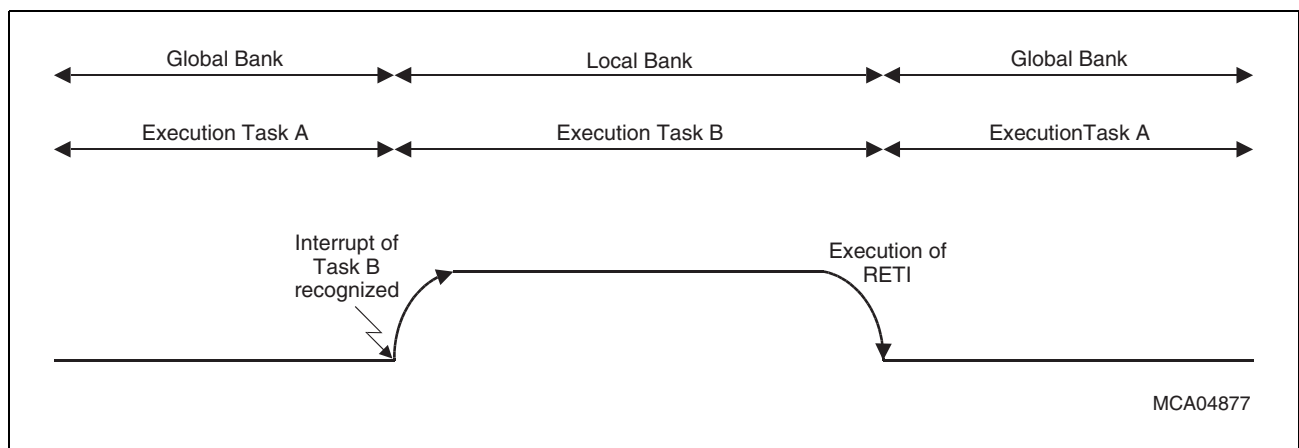 Global Bank
Local Bank
Global Bank
Execution Task A
Execution Task B
ExecutionTask A
Interrupt of
Task B
recognized
Execution of
RETI
MCA04877